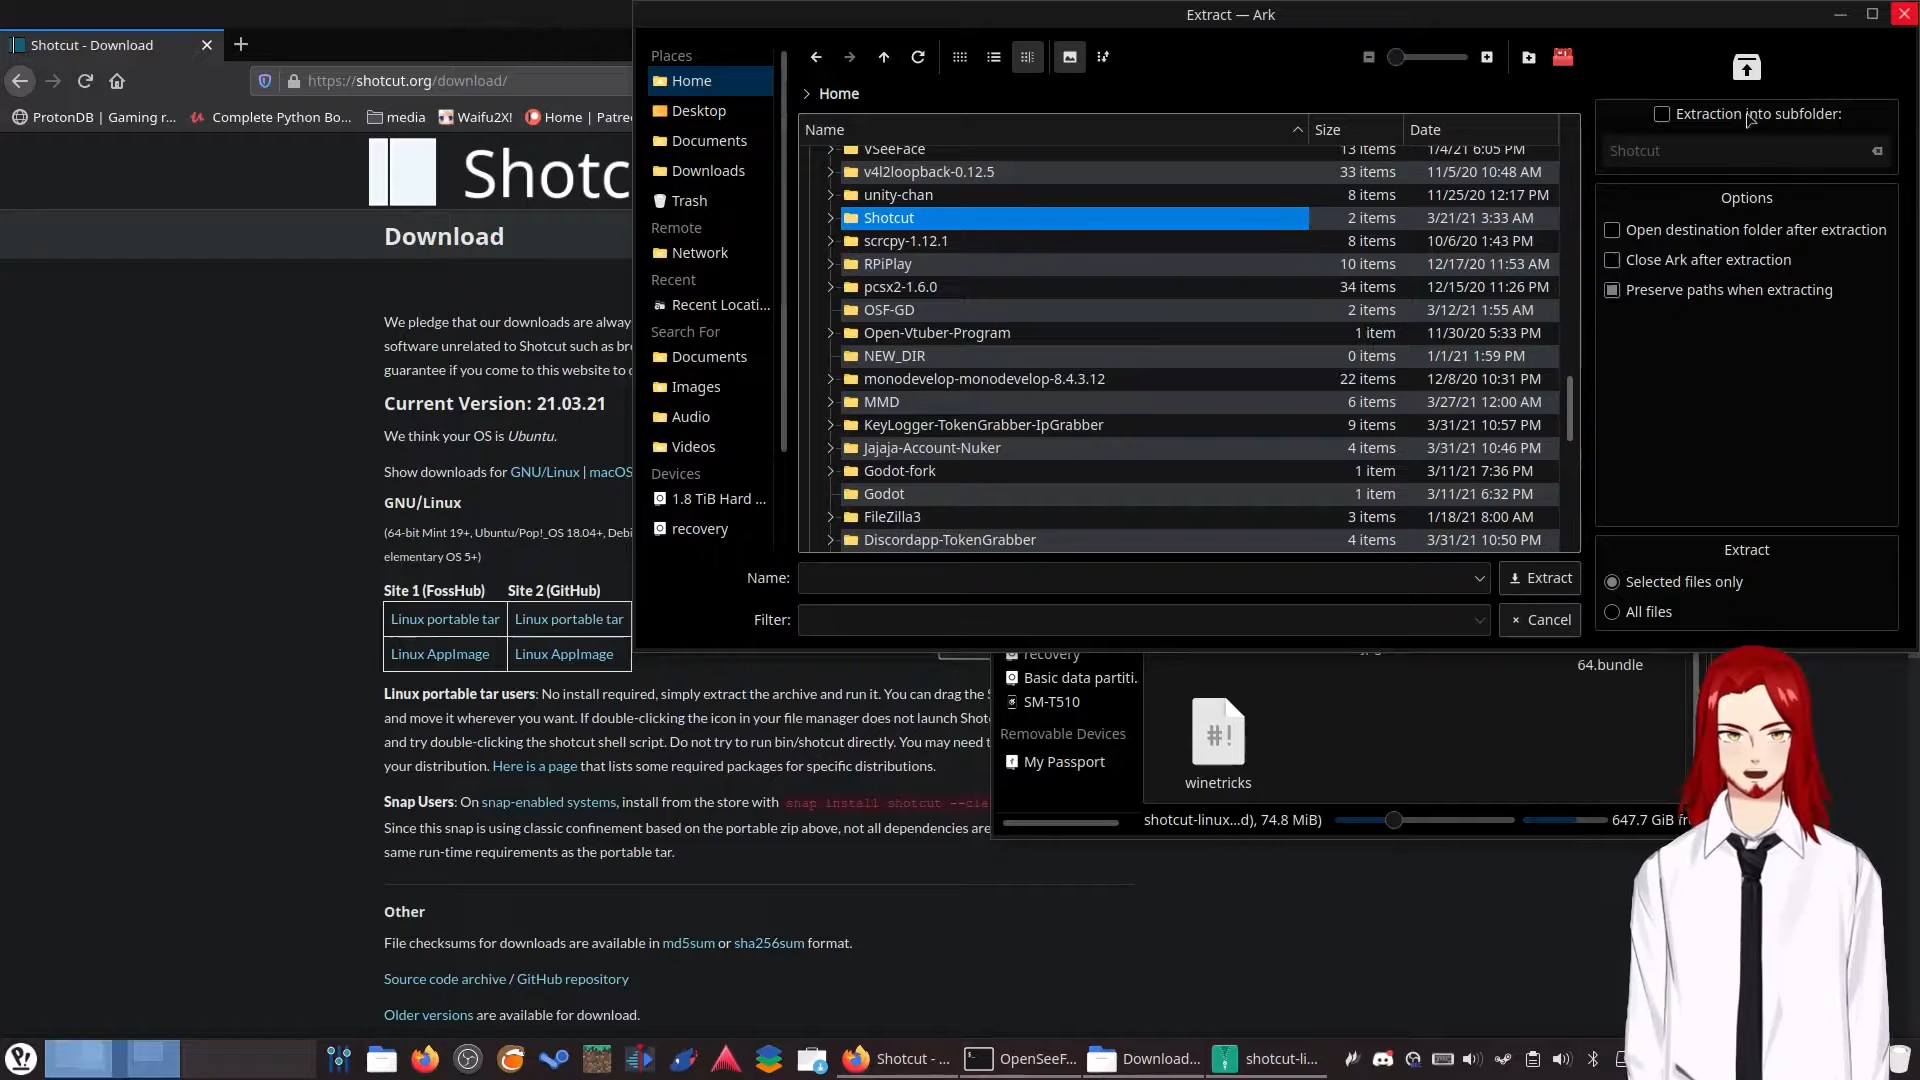 Shotcut - Download
https://shotcut.org/download/
ProtonDB | Gaming r...
Complete Python Bo...
media
Waifu2X!
Home | Patre
Shotc
Download
We pledge that our downloads are alway
software unrelated to Shotcut such as br
guarantee if you come to this website to
Current Version: 21.03.21
We think your OS is Ubuntu.
Show downloads for GNU/Linux | macOS
GNU/Linux
(64-bit Mint 19+, Ubuntu/Pop!_OS 18.04+, Debi
elementary OS 5+)
Site 1 (FossHub) Site 2 (GitHub)
Linux portable tar Linux portable tar
Linux AppImage Linux AppImage
Linux portable tar users: No install required, simply extract the archive and run it. You can drag the S
and move it wherever you want. If double-clicking the icon in your file manager does not launch Shot
and try double-clicking the shotcut shell script. Do not try to run bin/shotcut directly. You may need t
your distribution. Here is a page that lists some required packages for specific distributions.
Snap Users: On snap-enabled systems, install from the store with snap install shotcut --cla
Since this snap is using classic confinement based on the portable zip above, not all dependencies are
same run-time requirements as the portable tar.
Other
File checksums for downloads are available in md5sum or sha256sum format.
Source code archive / GitHub repository
Older versions are available for download.
Extract — Ark
Places
Home
Desktop
Documents
Downloads
Trash
Remote
Network
Recent
Recent Locati...
Search For
Documents
Images
Audio
Videos
Devices
1.8 TiB Hard ...
recovery
Home
Name Size Date
VSeeFace 13 items 1/4/21 6:05 PM
v4l2loopback-0.12.5 33 items 11/5/20 10:48 AM
unity-chan 8 items 11/25/20 12:17 PM
Shotcut 2 items 3/21/21 3:33 AM
scrcpy-1.12.1 8 items 10/6/20 1:43 PM
RPiPlay 10 items 12/17/20 11:53 AM
pcsx2-1.6.0 34 items 12/15/20 11:26 PM
OSF-GD 2 items 3/12/21 1:55 AM
Open-Vtuber-Program 1 item 11/30/20 5:33 PM
NEW_DIR 0 items 1/1/21 1:59 PM
monodevelop-monodevelop-8.4.3.12 22 items 12/8/20 10:31 PM
MMD 6 items 3/27/21 12:00 AM
KeyLogger-TokenGrabber-IpGrabber 9 items 3/31/21 10:57 PM
Jajaja-Account-Nuker 4 items 3/31/21 10:46 PM
Godot-fork 1 item 3/11/21 7:36 PM
Godot 1 item 3/11/21 6:32 PM
FileZilla3 3 items 1/18/21 8:00 AM
Discordapp-TokenGrabber 4 items 3/31/21 10:50 PM
Name:
Extract
Filter:
Cancel
Extraction into subfolder:
Shotcut
Options
Open destination folder after extraction
Close Ark after extraction
Preserve paths when extracting
Extract
Selected files only
All files
recovery
Basic data partiti.
SM-T510
Removable Devices
My Passport
64.bundle
#!
winetricks
shotcut-linux...d), 74.8 MiB)
647.7 GiB fr
Shotcut - ...
OpenSeeF...
Download...
shotcut-li...